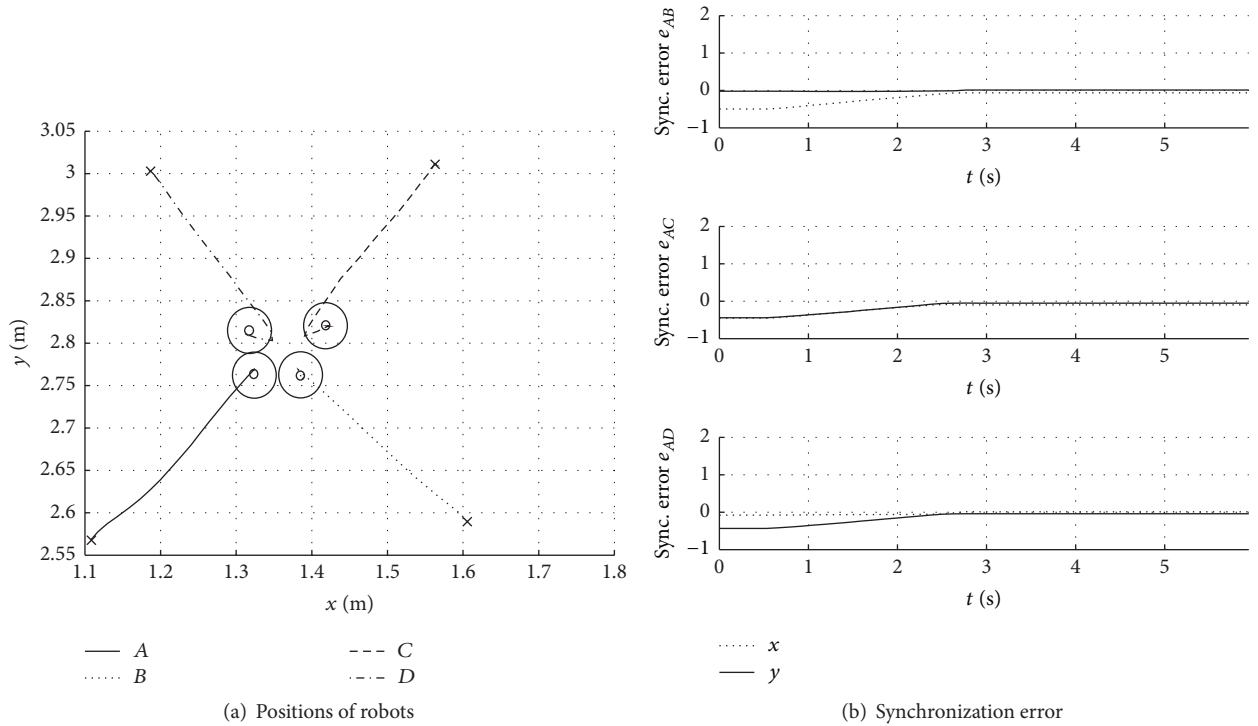 3.05
3
2.95
2.9
2.85
2.8
2.75
2.7
2.65
2.6
2.55
y (m)
1.1 1.2 1.3 1.4 1.5 1.6 1.7 1.8
x (m)
A
B
C
D
(a) Positions of robots
Sync. error e_AB
2
1
0
−1
0 1 2 3 4 5
t (s)
Sync. error e_AC
2
1
0
−1
0 1 2 3 4 5
t (s)
Sync. error e_AD
2
1
0
−1
0 1 2 3 4 5
t (s)
x
y
(b) Synchronization error